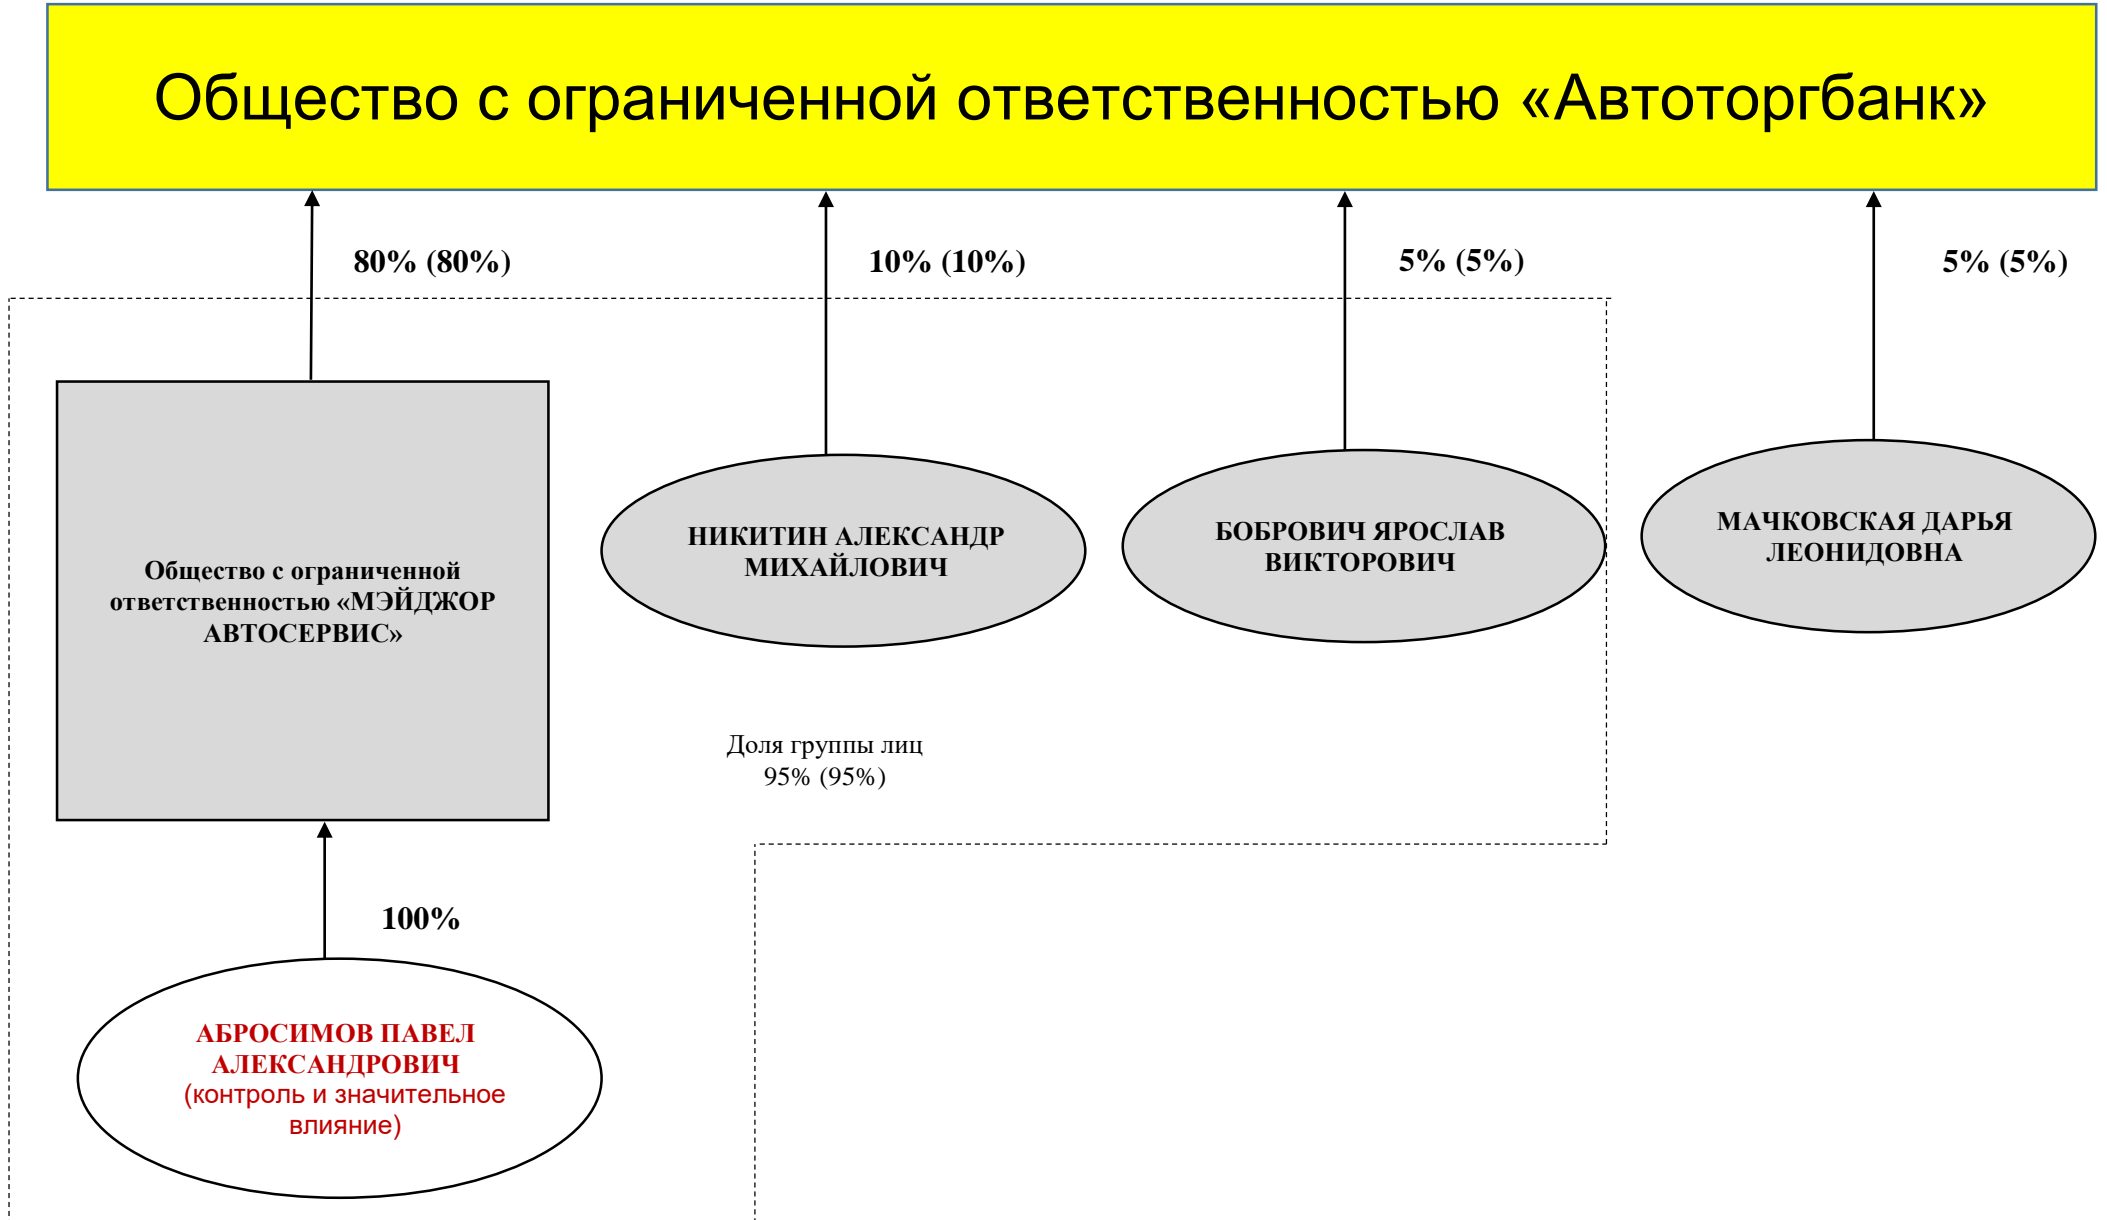 Общество с ограниченной ответственностью «Автоторгбанк»
80% (80%)
10% (10%)
5% (5%)
5% (5%)
Общество с ограниченной
ответственностью «МЭЙДЖОР
АВТОСЕРВИС»
НИКИТИН АЛЕКСАНДР
МИХАЙЛОВИЧ
БОБРОВИЧ ЯРОСЛАВ
ВИКТОРОВИЧ
МАЧКОВСКАЯ ДАРЬЯ
ЛЕОНИДОВНА
Доля группы лиц
95% (95%)
100%
АБРОСИМОВ ПАВЕЛ
АЛЕКСАНДРОВИЧ
(контроль и значительное
влияние)